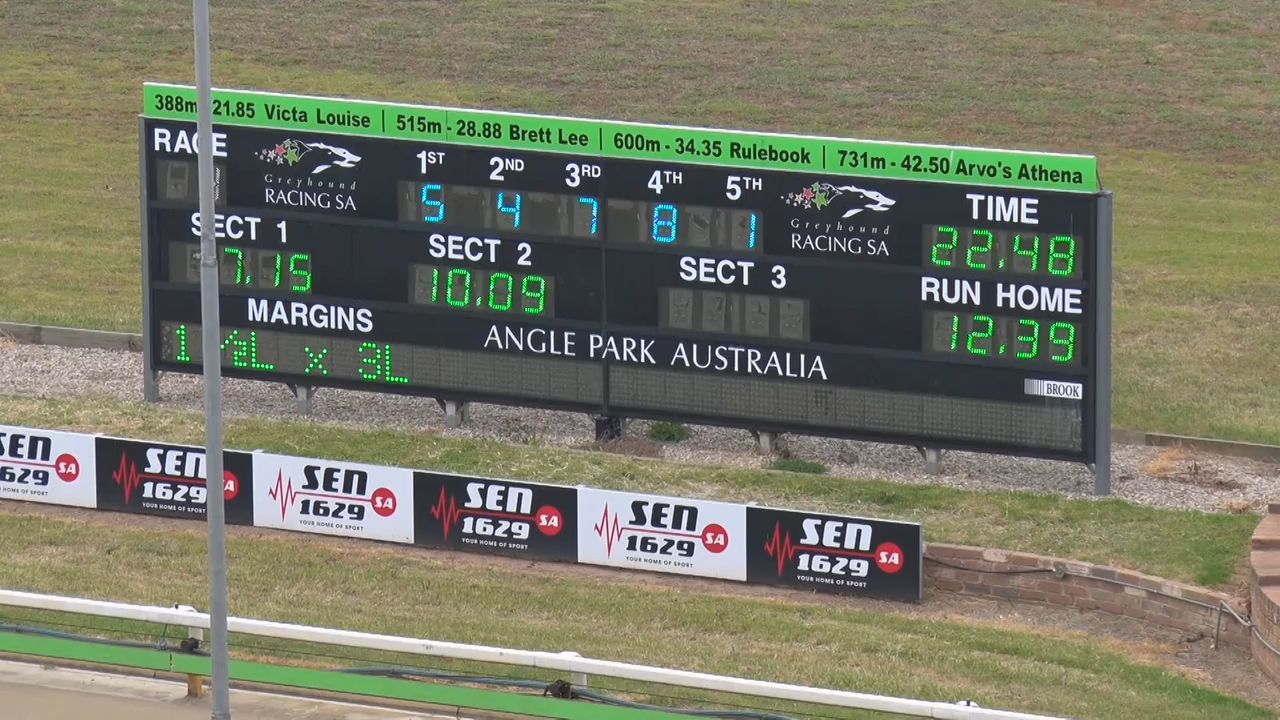 388m 21.85 Victa Louise | 515m - 28.88 Brett Lee | 600m - 34.35 Rulebook | 731m - 42.50 Arvo's Athena
RACE
Greyhound
RACING SA
1ST 2ND 3RD 4TH 5TH
5 4 7 8 1
Greyhound
RACING SA
TIME
22.48
SECT 1
7.15
SECT 2
10.09
SECT 3
RUN HOME
12.39
MARGINS
1 ½L x 3L
ANGLE PARK AUSTRALIA
BROOK
SEN
1629 SA
YOUR HOME OF SPORT
SEN
1629 SA
YOUR HOME OF SPORT
SEN
1629 SA
YOUR HOME OF SPORT
SEN
1629 SA
YOUR HOME OF SPORT
SEN
1629 SA
YOUR HOME OF SPORT
SEN
1629 SA
YOUR HOME OF SPORT